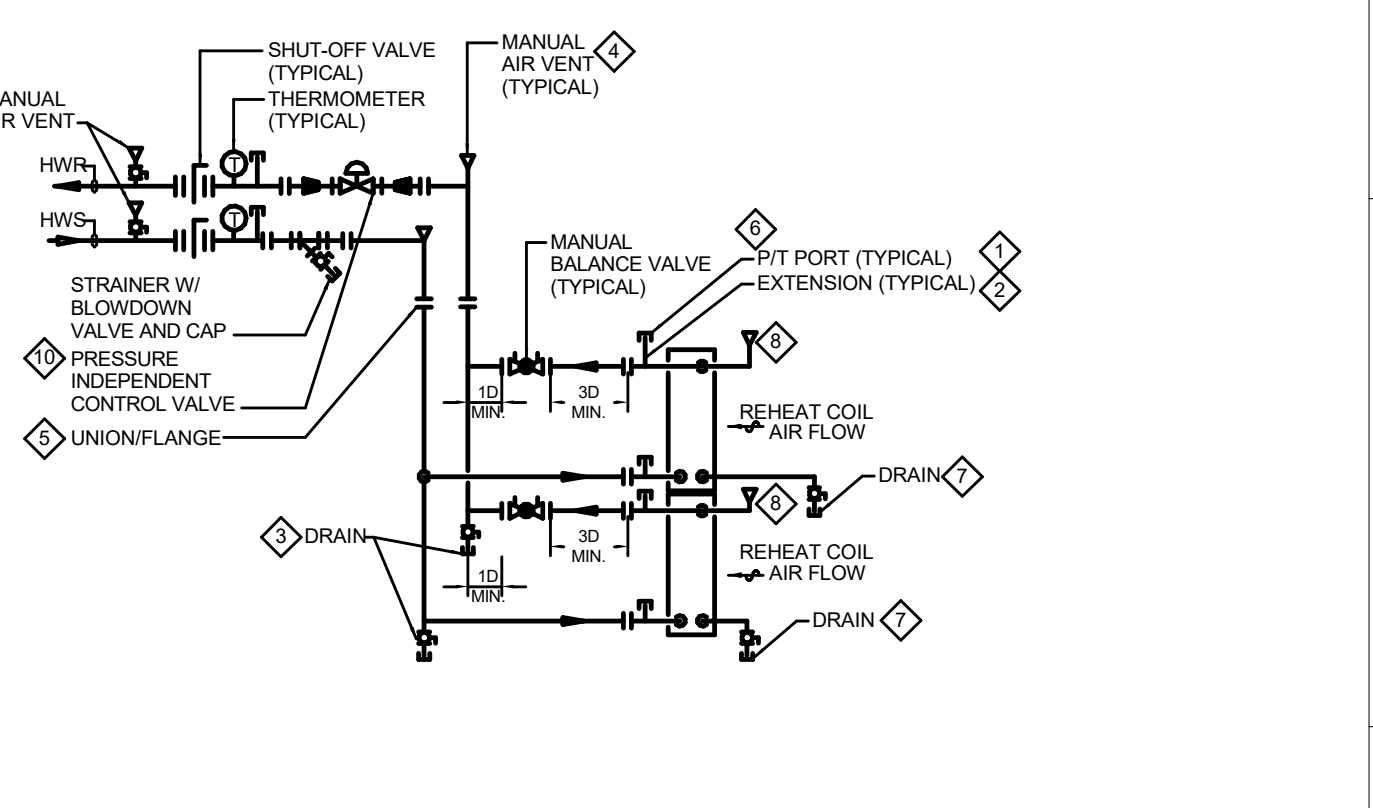 SHUT-OFF VALVE
(TYPICAL)
THERMOMETER
(TYPICAL)
MANUAL
AIR VENT
(TYPICAL)
4
ANUAL
R VENT
HWR
T
HWS
T
STRAINER W/
BLOWDOWN
VALVE AND CAP
10 PRESSURE
INDEPENDENT
CONTROL VALVE
5 UNION/FLANGE
MANUAL
BALANCE VALVE
(TYPICAL)
6
P/T PORT (TYPICAL) 1
EXTENSION (TYPICAL) 2
8
1D
MIN.
3D
MIN.
REHEAT COIL
AIR FLOW
DRAIN 7
8
3 DRAIN
3D
MIN.
1D
MIN.
REHEAT COIL
AIR FLOW
DRAIN 7